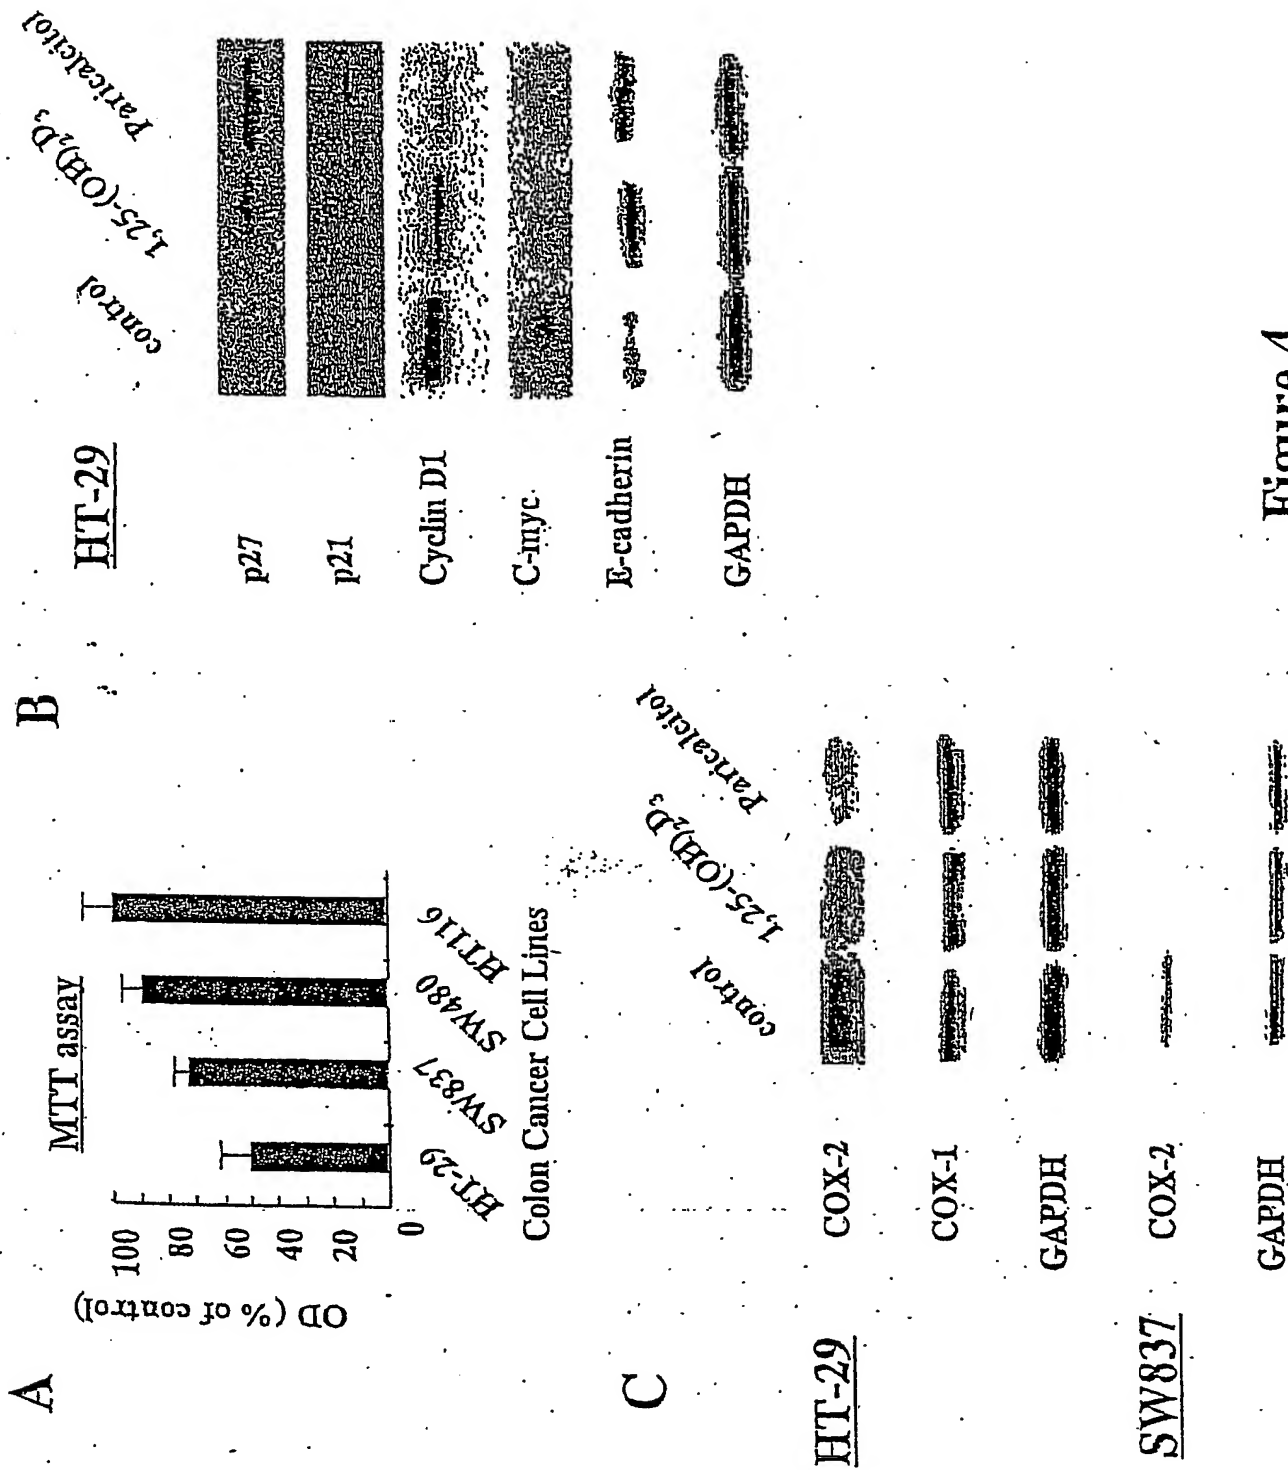 A
MTT assay
OD (% of control)
100
80
60
40
20
0
HT-29
SW837
SW480
HT116
Colon Cancer Cell Lines
B
HT-29
control
1,25-(OH)₂D₃
Paricalcitol
p27
p21
Cyclin D1
C-myc
E-cadherin
GAPDH
C
control
1,25-(OH)₂D₃
Paricalcitol
HT-29
COX-2
COX-1
GAPDH
SW837
COX-2
GAPDH
Figure 4